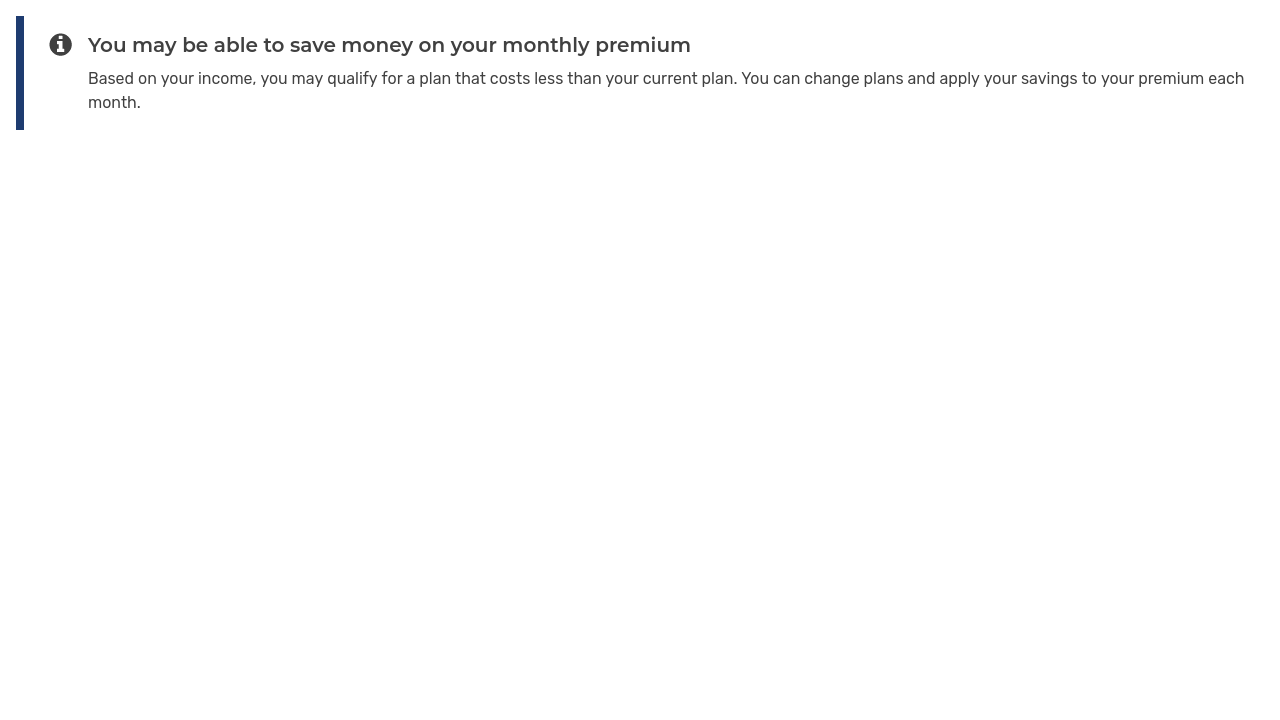 You may be able to save money on your monthly premium
Based on your income, you may qualify for a plan that costs less than your current plan. You can change plans and apply your savings to your premium each
month.